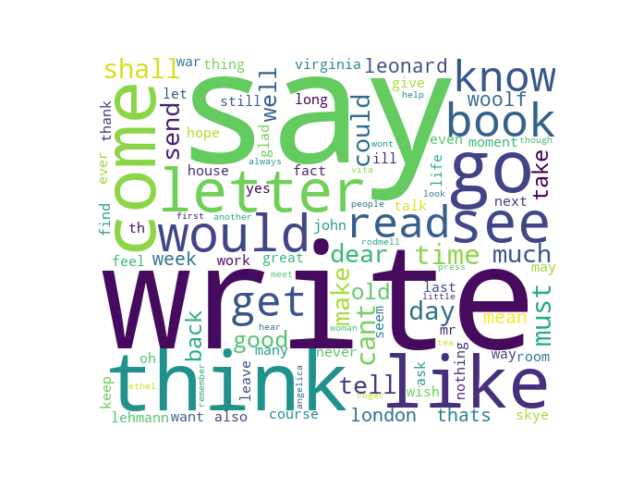 war thing virginia leonard know
shall say
let still well give help
come send long could woolf book
thank hope glad wont even moment though
ever always ill life take
house yes fact vita look go
letter read see
find th first another people talk next
would john
feel week work great dear time much
rodmell may
write
meet last press
get make old little must
back hear seem day mr mean
good woman cant tea
oh many never way room
think tell like
keep ethel remember leave angelica wish ask nothing
roger
lehmann want also course london thats skye